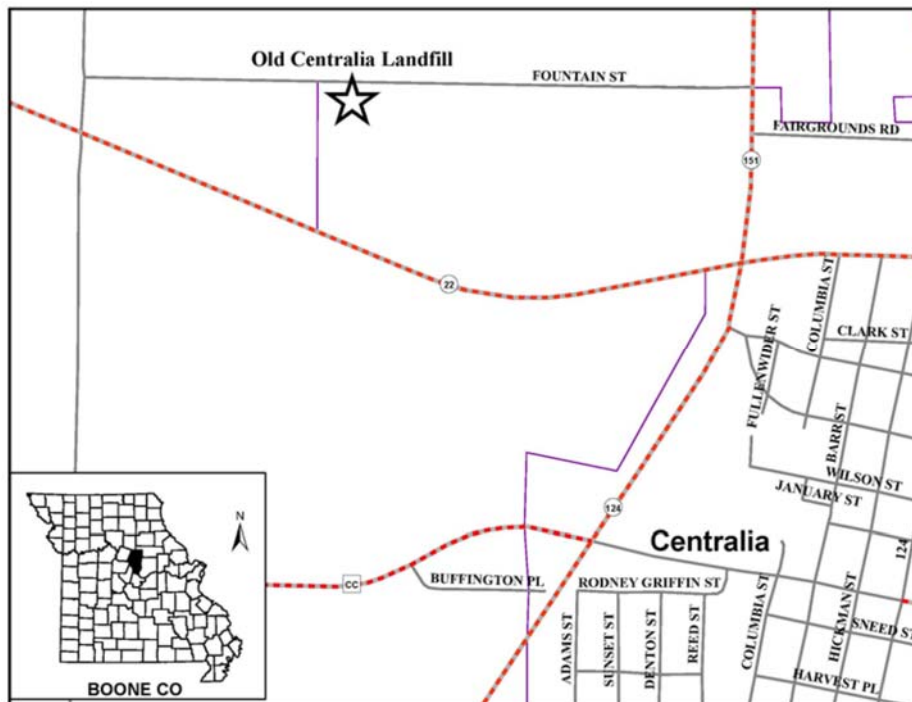 Old Centralia Landfill
FOUNTAIN ST
FAIRGROUNDS RD
151
22
COLUMBIA ST
CLARK ST
FULLENWIDER ST
BARR ST
WILSON ST
JANUARY ST
124
124
Centralia
N
CC
BUFFINGTON PL
RODNEY GRIFFIN ST
ADAMS ST
SUNSET ST
DENTON ST
REED ST
COLUMBIA ST
HICKMAN ST
SNEED ST
HARVEST PL
BOONE CO